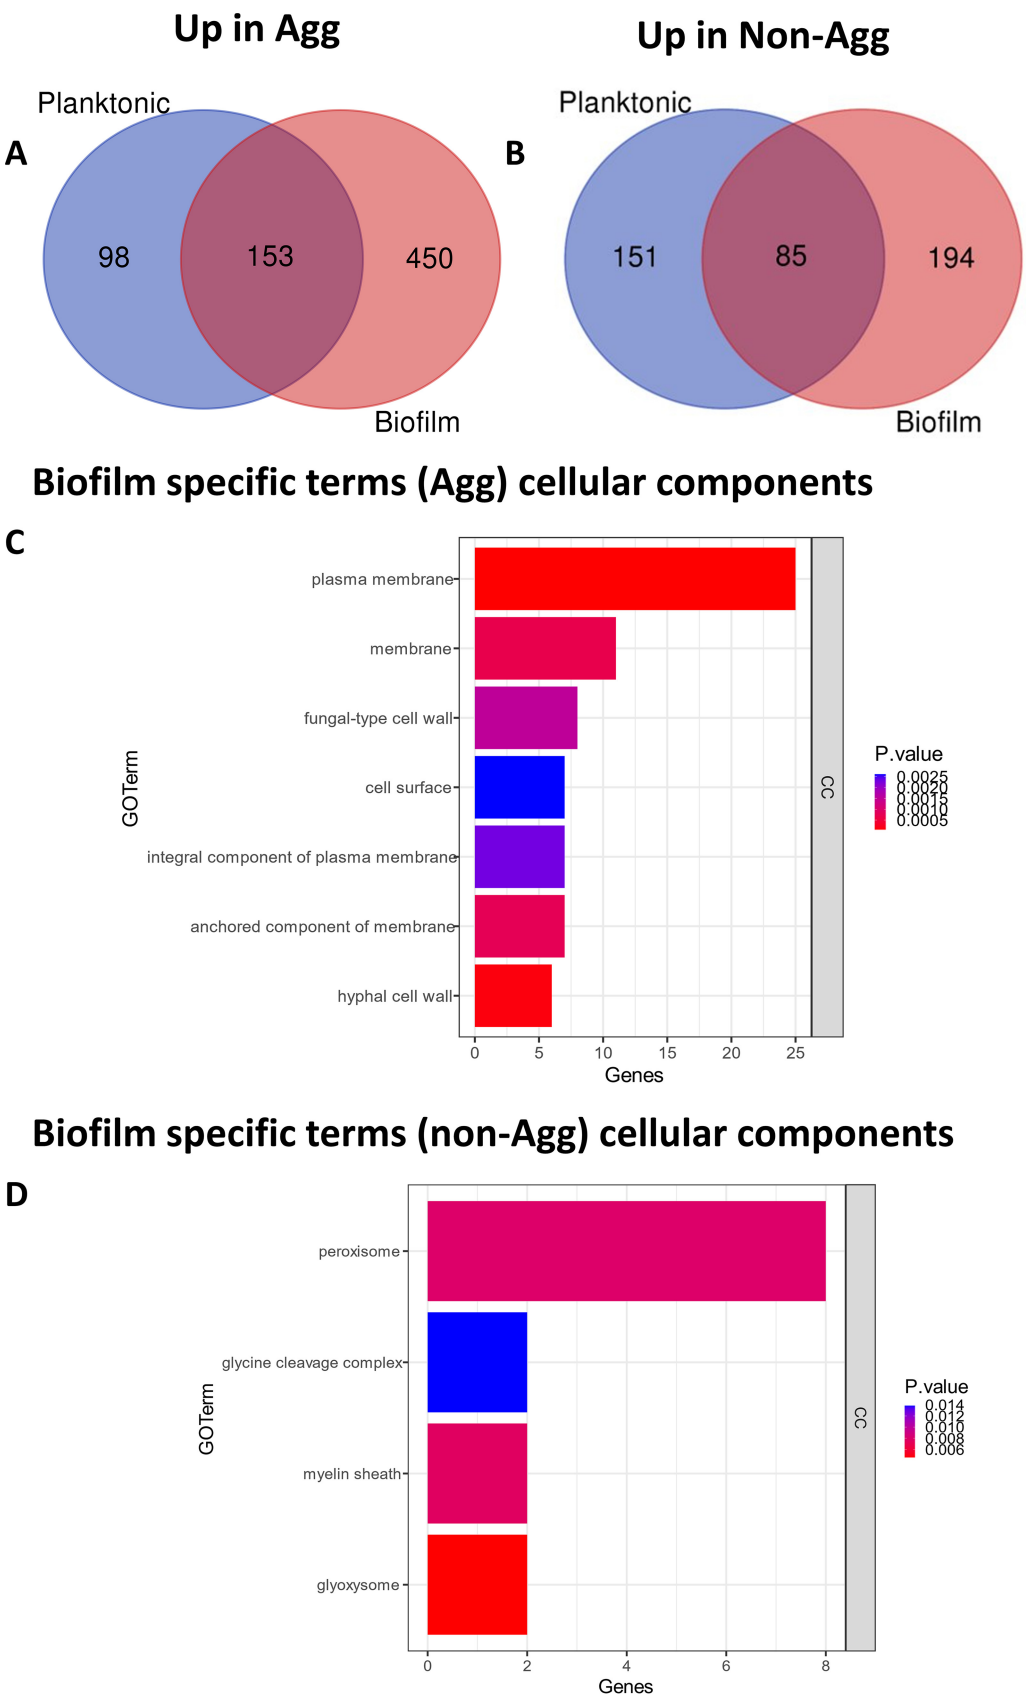 Up in Agg
Up in Non-Agg
Planktonic
Planktonic
A
B
98
153
450
151
85
194
Biofilm
Biofilm
Biofilm specific terms (Agg) cellular components
C
plasma membrane
membrane
fungal-type cell wall
cell surface
integral component of plasma membrane
anchored component of membrane
hyphal cell wall
GOTerm
CC
P.value
0.0025
0.0020
0.0015
0.0010
0.0005
0 5 10 15 20 25
Genes
Biofilm specific terms (non-Agg) cellular components
D
peroxisome
glycine cleavage complex
myelin sheath
glyoxysome
GOTerm
CC
P.value
0.014
0.012
0.010
0.008
0.006
0 2 4 6 8
Genes